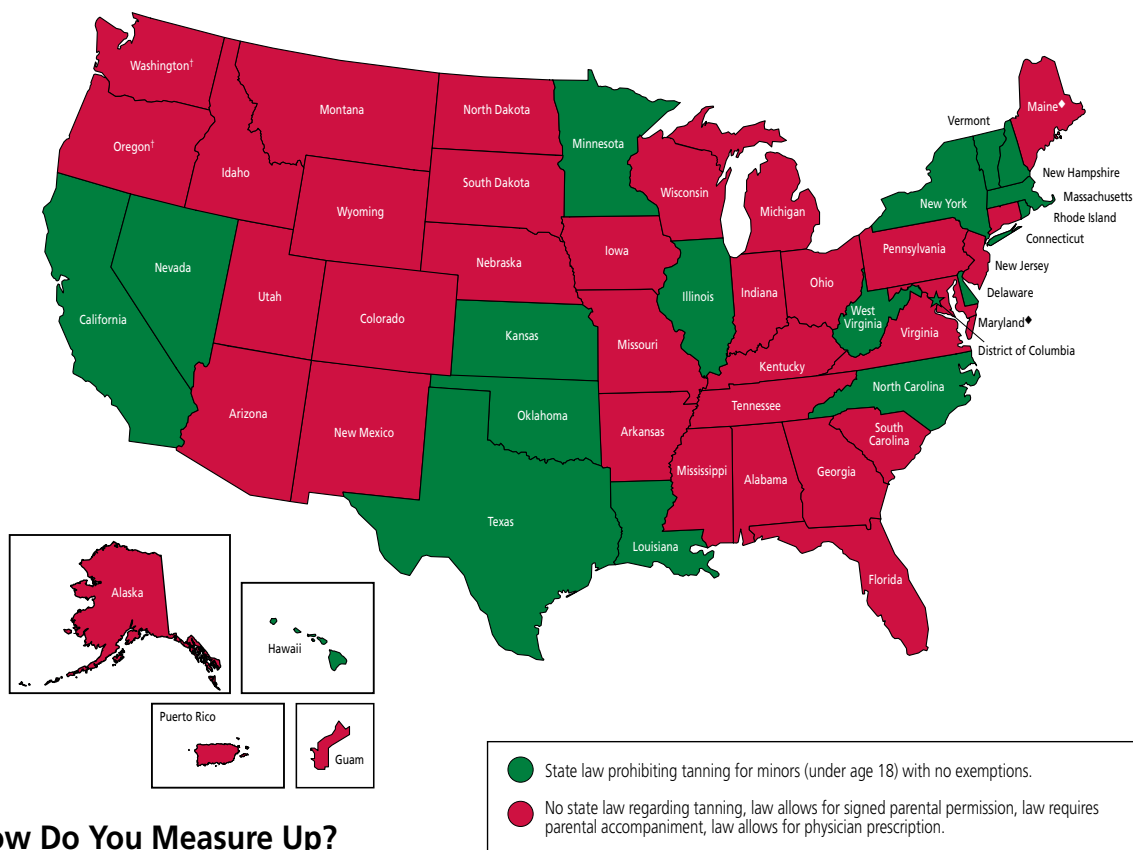 Washington†
Montana
North Dakota
Minnesota
Maine♦
Vermont
Oregon†
Idaho
South Dakota
Wisconsin
Michigan
New Hampshire
Massachusetts
New York
Rhode Island
Connecticut
Wyoming
Pennsylvania
New Jersey
Iowa
Nebraska
Nevada
Utah
Illinois
Indiana
Ohio
Delaware
California
Colorado
West
Virginia
Virginia
Maryland♦
Kansas
Missouri
District of Columbia
Kentucky
North Carolina
Arizona
New Mexico
Oklahoma
Arkansas
Tennessee
South
Carolina
Mississippi
Alabama
Georgia
Texas
Louisiana
Florida
Alaska
Hawaii
Puerto Rico
Guam
State law prohibiting tanning for minors (under age 18) with no exemptions.
No state law regarding tanning, law allows for signed parental permission, law requires
parental accompaniment, law allows for physician prescription.
ow Do You Measure Up?